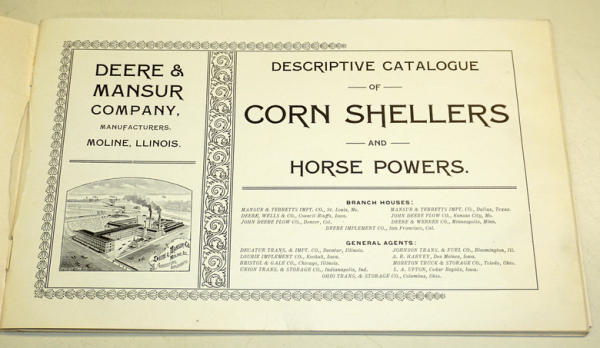 DEERE &
MANSUR
COMPANY,
MANUFACTURERS.
MOLINE, LLINOIS.
DEERE & MANSUR CO.
DESCRIPTIVE CATALOGUE
OF
CORN SHELLERS
AND
HORSE POWERS.
BRANCH HOUSES:
MANSUR & TEBBETTS IMPT. CO., St. Louis, Mo.
DEERE, WELLS & CO., Council Bluffs, Iowa.
JOHN DEERE PLOW CO., Denver, Col.
MANSUR & TEBBETTS IMPT. CO., Dallas, Texas.
JOHN DEERE PLOW CO., Kansas City, Mo.
DEERE & WEBBER CO., Minneapolis, Minn.
DEERE IMPLEMENT CO., San Francisco, Cal.
GENERAL AGENTS:
DECATUR TRANS. & IMPT. CO., Decatur, Illinois.
LOURIE IMPLEMENT CO., Keokuk, Iowa.
BRISTOL & GALE CO., Chicago, Illinois.
UNION TRANS. & STORAGE CO., Indianapolis, Ind.
JOHNSON TRANS. & FUEL CO., Bloomington, Ill.
A. R. HARVEY, Des Moines, Iowa.
MORETON TRUCK & STORAGE CO., Toledo, Ohio.
L. A. UPTON, Cedar Rapids, Iowa.
OHIO TRANS. & STORAGE CO., Columbus, Ohio.